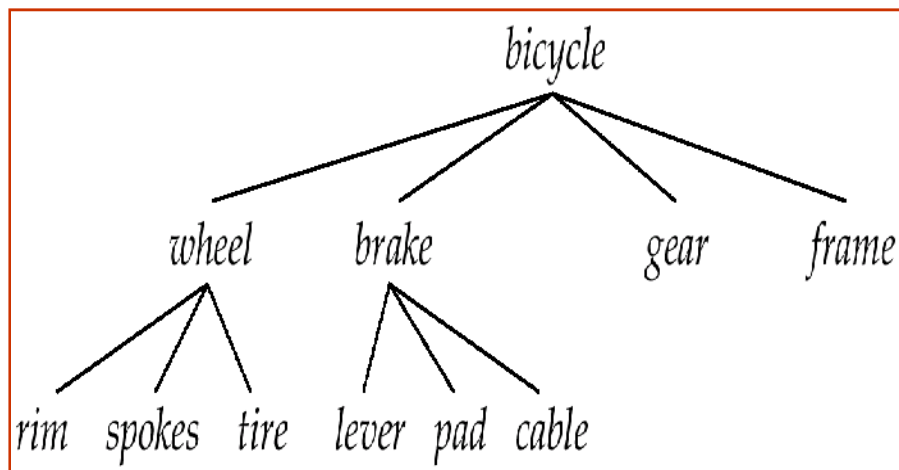 bicycle
wheel brake gear frame
rim spokes tire lever pad cable